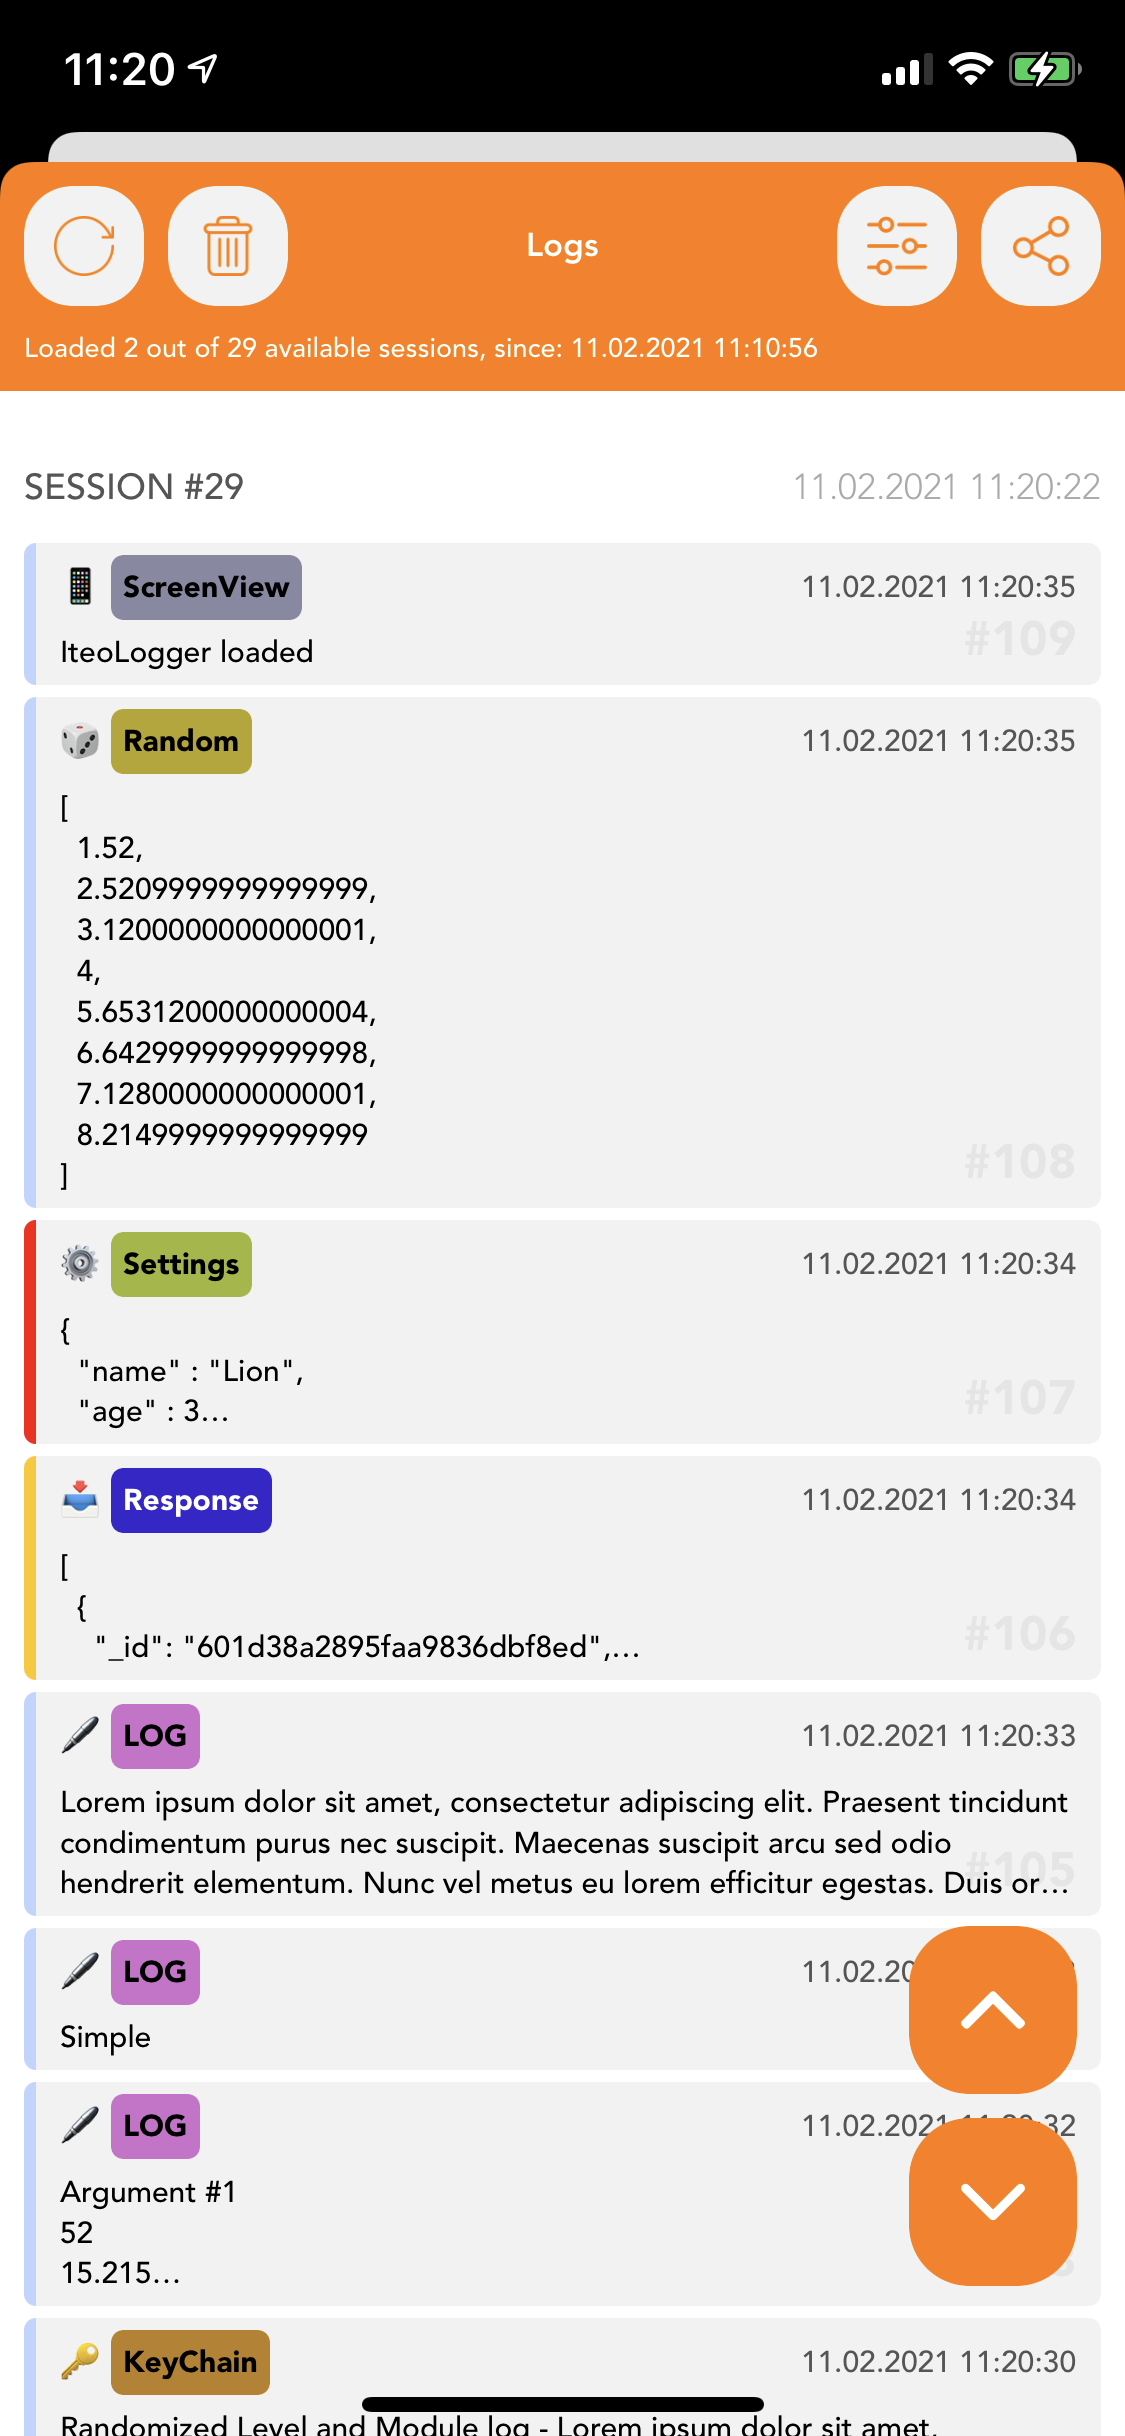 11:20
Logs
Loaded 2 out of 29 available sessions, since: 11.02.2021 11:10:56
SESSION #29 11.02.2021 11:20:22
ScreenView 11.02.2021 11:20:35
IteoLogger loaded #109
Random 11.02.2021 11:20:35
[
1.52,
2.5209999999999999,
3.1200000000000001,
4,
5.6531200000000004,
6.6429999999999998,
7.1280000000000001,
8.2149999999999999
] #108
Settings 11.02.2021 11:20:34
{
"name" : "Lion",
"age" : 3... #107
Response 11.02.2021 11:20:34
[
{
"_id": "601d38a2895faa9836dbf8ed",... #106
LOG 11.02.2021 11:20:33
Lorem ipsum dolor sit amet, consectetur adipiscing elit. Praesent tincidunt
condimentum purus nec suscipit. Maecenas suscipit arcu sed odio
hendrerit elementum. Nunc vel metus eu lorem efficitur egestas. Duis or... #105
LOG
Simple
LOG 11.02.2021 11:20:32
Argument #1
52
15.215...
KeyChain 11.02.2021 11:20:30
Randomized Level and Module log - Lorem ipsum dolor sit amet,